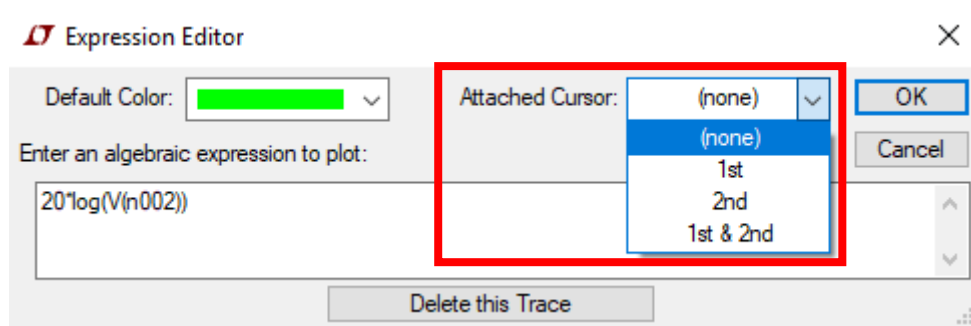 Expression Editor
Default Color:
Attached Cursor: (none) OK
Enter an algebraic expression to plot: (none) Cancel
1st
20*log(V(n002)) 2nd
1st & 2nd
Delete this Trace